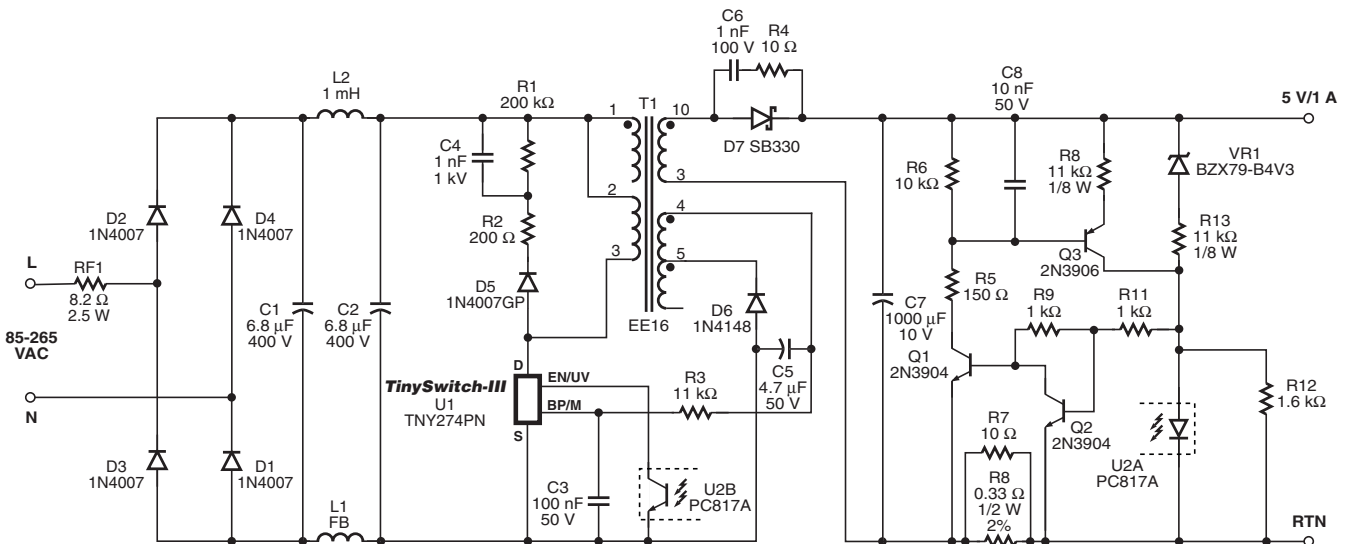 C6
1 nF
100 V
R4
10 Ω
L2
1 mH
R1
200 kΩ
T1
C8
10 nF
50 V
5 V/1 A
1
10
C4
1 nF
1 kV
D7 SB330
R6
10 kΩ
R8
11 kΩ
1/8 W
VR1
BZX79-B4V3
3
2
4
D2
1N4007
D4
1N4007
R2
200 Ω
R13
11 kΩ
1/8 W
3
5
Q3
2N3906
L
RF1
8.2 Ω
2.5 W
D5
1N4007GP
R5
150 Ω
C1
6.8 µF
400 V
C2
6.8 µF
400 V
EE16
D6
1N4148
C7
1000 µF
10 V
R9
1 kΩ
R11
1 kΩ
85-265
VAC
Q1
2N3904
D
EN/UV
C5
4.7 µF
50 V
TinySwitch-III
U1
TNY274PN
BP/M
R3
11 kΩ
R12
1.6 kΩ
N
S
R7
10 Ω
Q2
2N3904
D3
1N4007
D1
1N4007
U2A
PC817A
C3
100 nF
50 V
U2B
PC817A
R8
0.33 Ω
1/2 W
2%
L1
FB
RTN